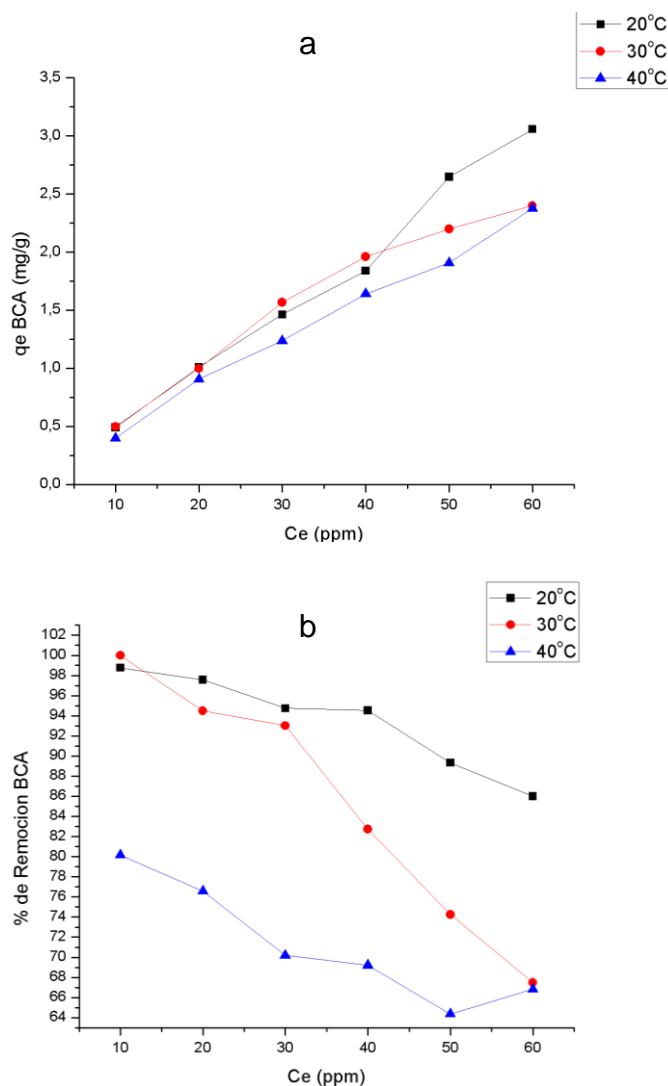 a
20°C
30°C
40°C
3,5
3,0
2,5
2,0
1,5
1,0
0,5
0,0
qe BCA (mg/g)
10 20 30 40 50 60
Ce (ppm)
b
20°C
30°C
40°C
102
100
98
96
94
92
90
88
86
84
82
80
78
76
74
72
70
68
66
64
% de Remocion BCA
10 20 30 40 50 60
Ce (ppm)